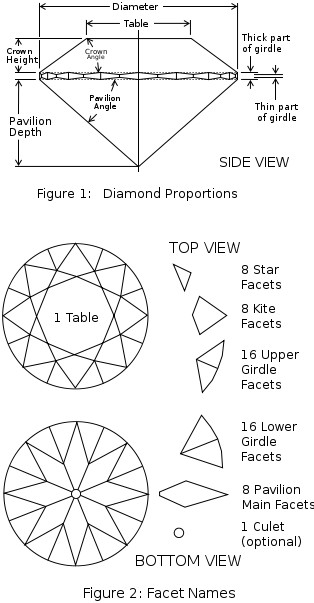 Diameter
Table
Crown
Height
Crown
Angle
Thick part
of girdle
Pavilion
Angle
Thin part
of girdle
Pavilion
Depth
SIDE VIEW
Figure 1: Diamond Proportions
TOP VIEW
1 Table
8 Star
Facets
8 Kite
Facets
16 Upper
Girdle
Facets
16 Lower
Girdle
Facets
8 Pavilion
Main Facets
1 Culet
(optional)
BOTTOM VIEW
Figure 2: Facet Names